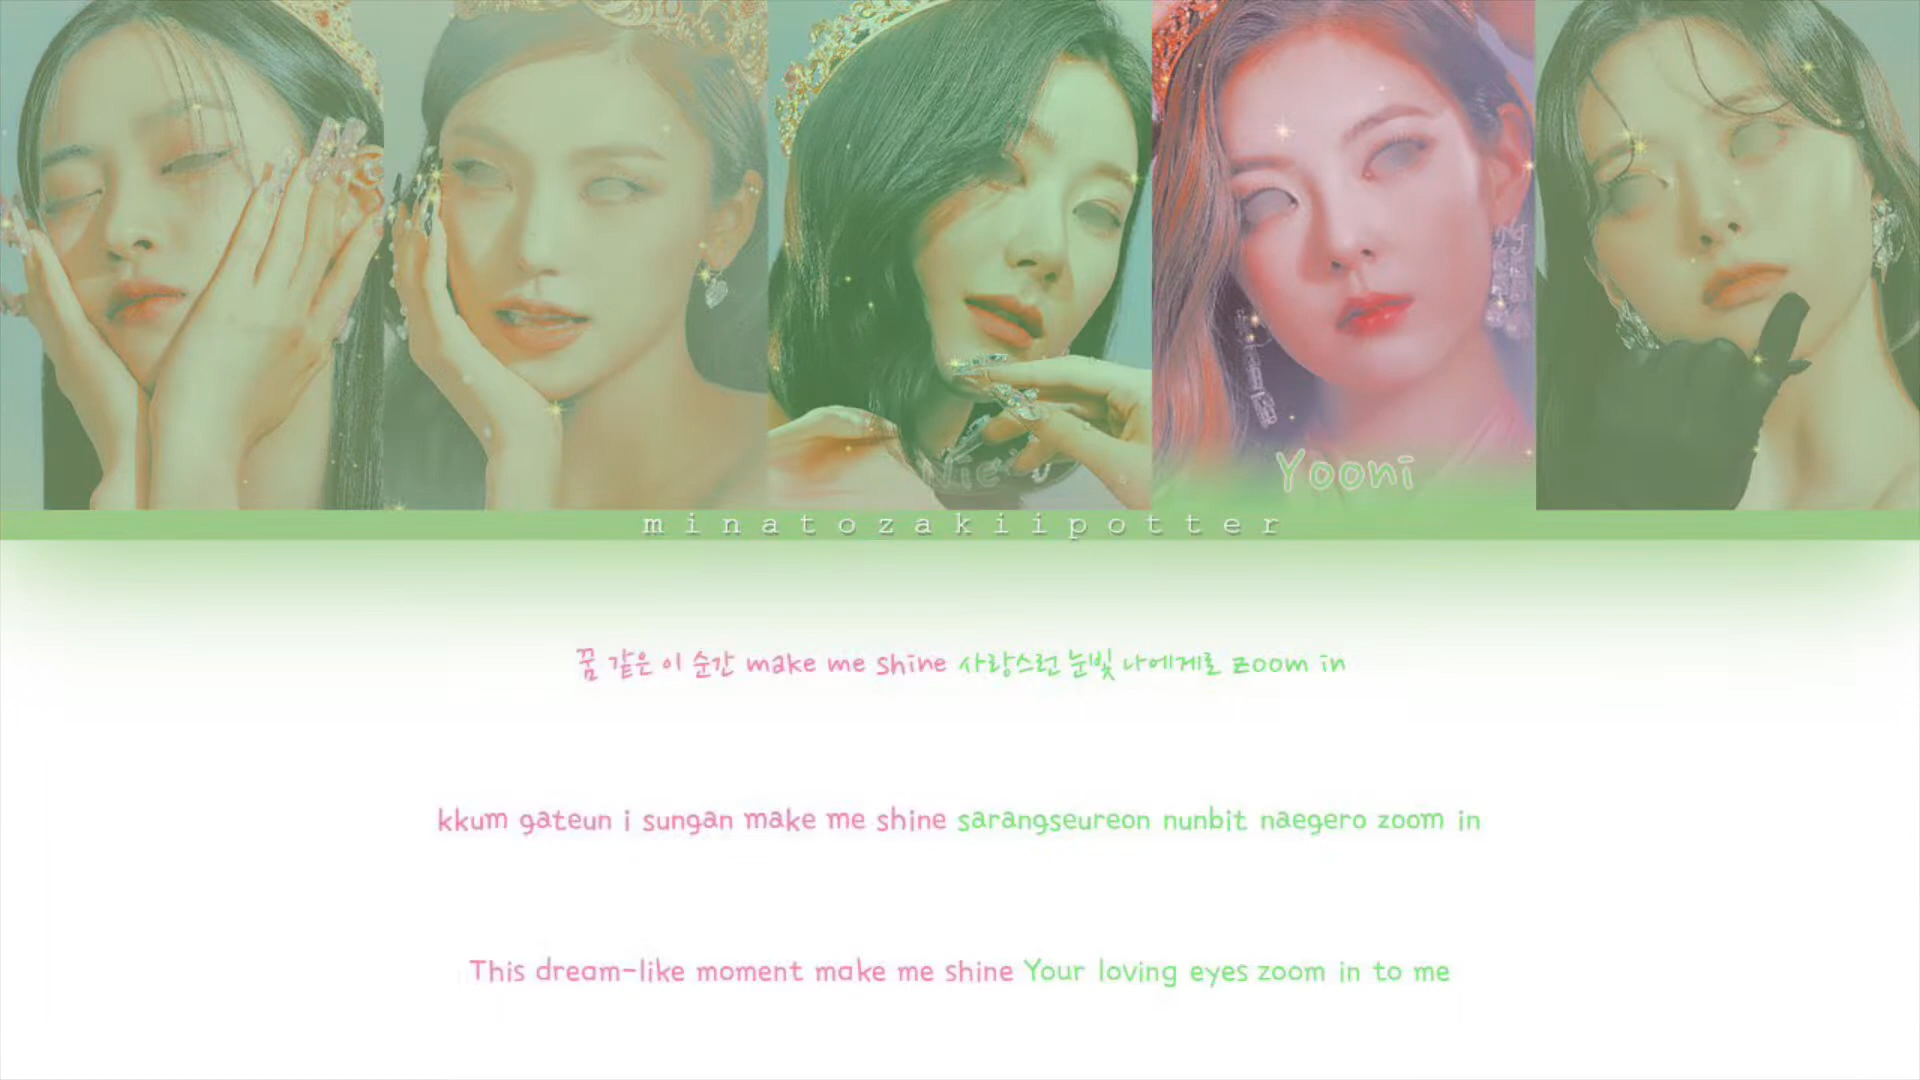 Yooni
minatozakiipotter
꿈 같은 이 순간 make me shine 사랑스런 눈빛 나에게로 zoom in
kkum gateun i sungan make me shine sarangseureon nunbit naegero zoom in
This dream-like moment make me shine Your loving eyes zoom in to me